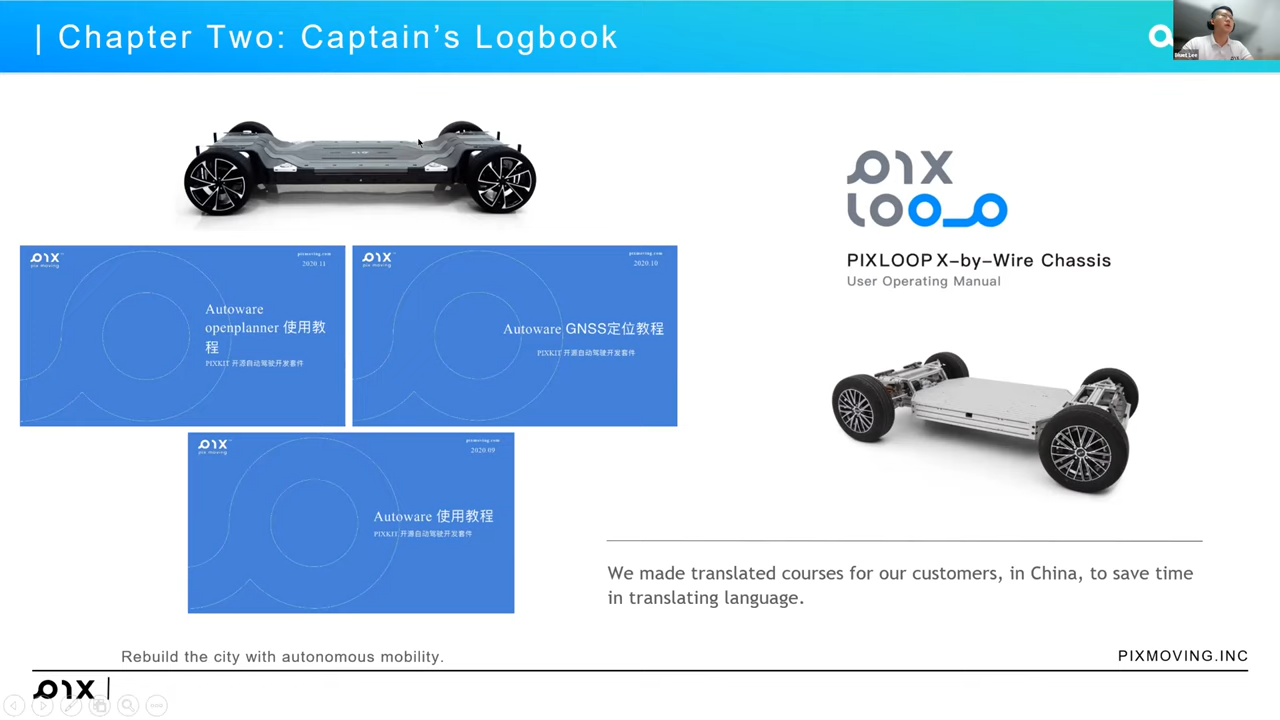 | Chapter Two: Captain's Logbook
PIX
pix moving
pixmoving.com
2020.11
Autoware
openplanner 使用教
程
PIXKIT 开源自动驾驶开发套件
PIX
pix moving
pixmoving.com
2020.10
Autoware GNSS定位教程
PIXKIT 开源自动驾驶开发套件
PIX
pix moving
pixmoving.com
2020.09
Autoware 使用教程
PIXKIT 开源自动驾驶开发套件
PIX
LOOP
PIXLOOP X-by-Wire Chassis
User Operating Manual
We made translated courses for our customers, in China, to save time
in translating language.
Rebuild the city with autonomous mobility.
PIXMOVING.INC
PIX |